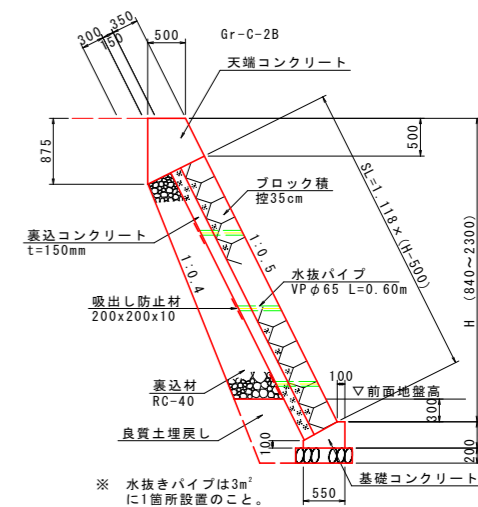 350
300
150
500
Gr-C-2B
天端コンクリート
875
500
SL=1.118×(H-500)
ブロック積
控35cm
裏込コンクリート
t=150mm
1:0.5
1:0.4
H (840~2300)
水抜パイプ
VPφ65 L=0.60m
吸出し防止材
200x200x10
裏込材
RC-40
100
▽前面地盤高
300
良質土埋戻し
100
200
基礎コンクリート
550
※ 水抜きパイプは3m²
に1箇所設置のこと。